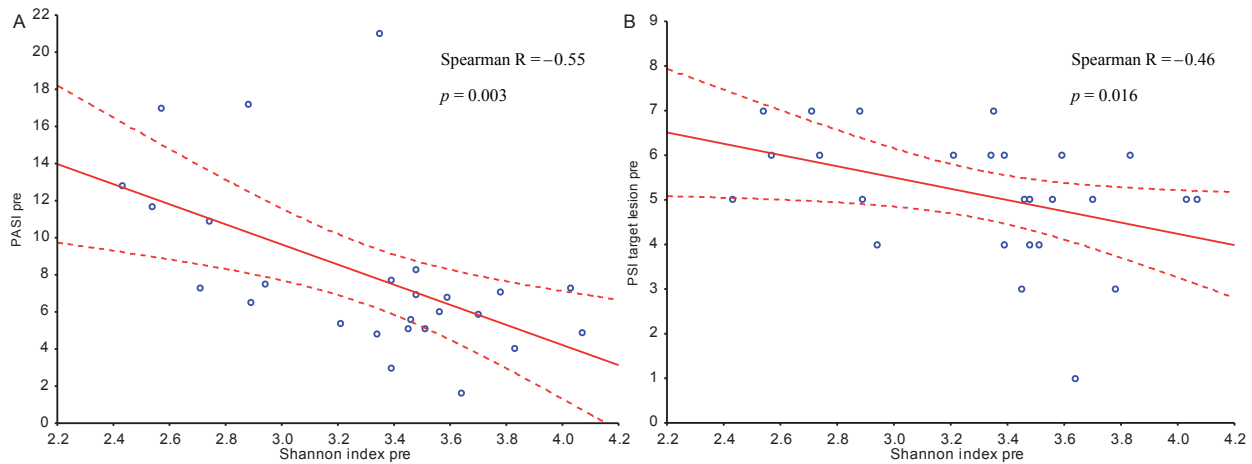 A
Spearman R = −0.55
p = 0.003
PASI pre
22
20
18
16
14
12
10
8
6
4
2
0
2.2 2.4 2.6 2.8 3.0 3.2 3.4 3.6 3.8 4.0 4.2
Shannon index pre
B
Spearman R = −0.46
p = 0.016
PSI target lesion pre
9
8
7
6
5
4
3
2
1
0
2.2 2.4 2.6 2.8 3.0 3.2 3.4 3.6 3.8 4.0 4.2
Shannon index pre